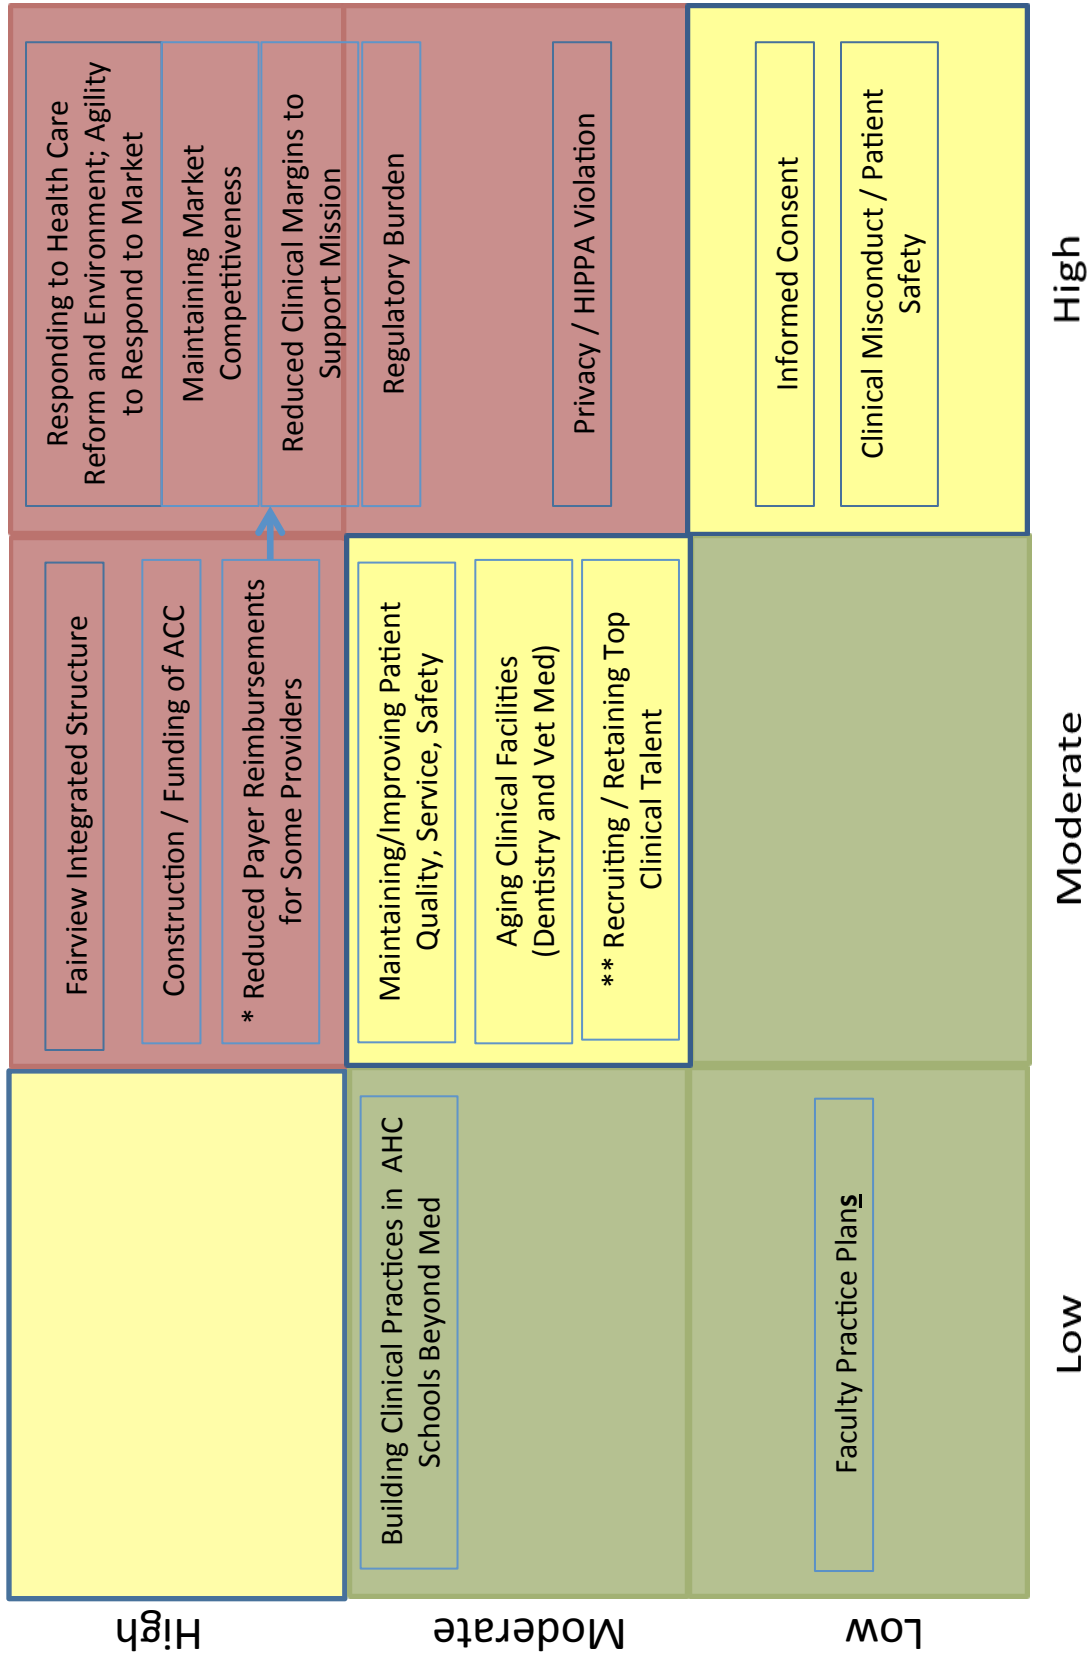 High
Fairview Integrated Structure
Construction / Funding of ACC
* Reduced Payer Reimbursements
for Some Providers
Responding to Health Care
Reform and Environment; Agility
to Respond to Market
Maintaining Market
Competitiveness
Reduced Clinical Margins to
Support Mission
Moderate
Building Clinical Practices in AHC
Schools Beyond Med
Maintaining/Improving Patient
Quality, Service, Safety
Aging Clinical Facilities
(Dentistry and Vet Med)
** Recruiting / Retaining Top
Clinical Talent
Regulatory Burden
Privacy / HIPPA Violation
Low
Faculty Practice Plans
Informed Consent
Clinical Misconduct / Patient
Safety
Low
Moderate
High